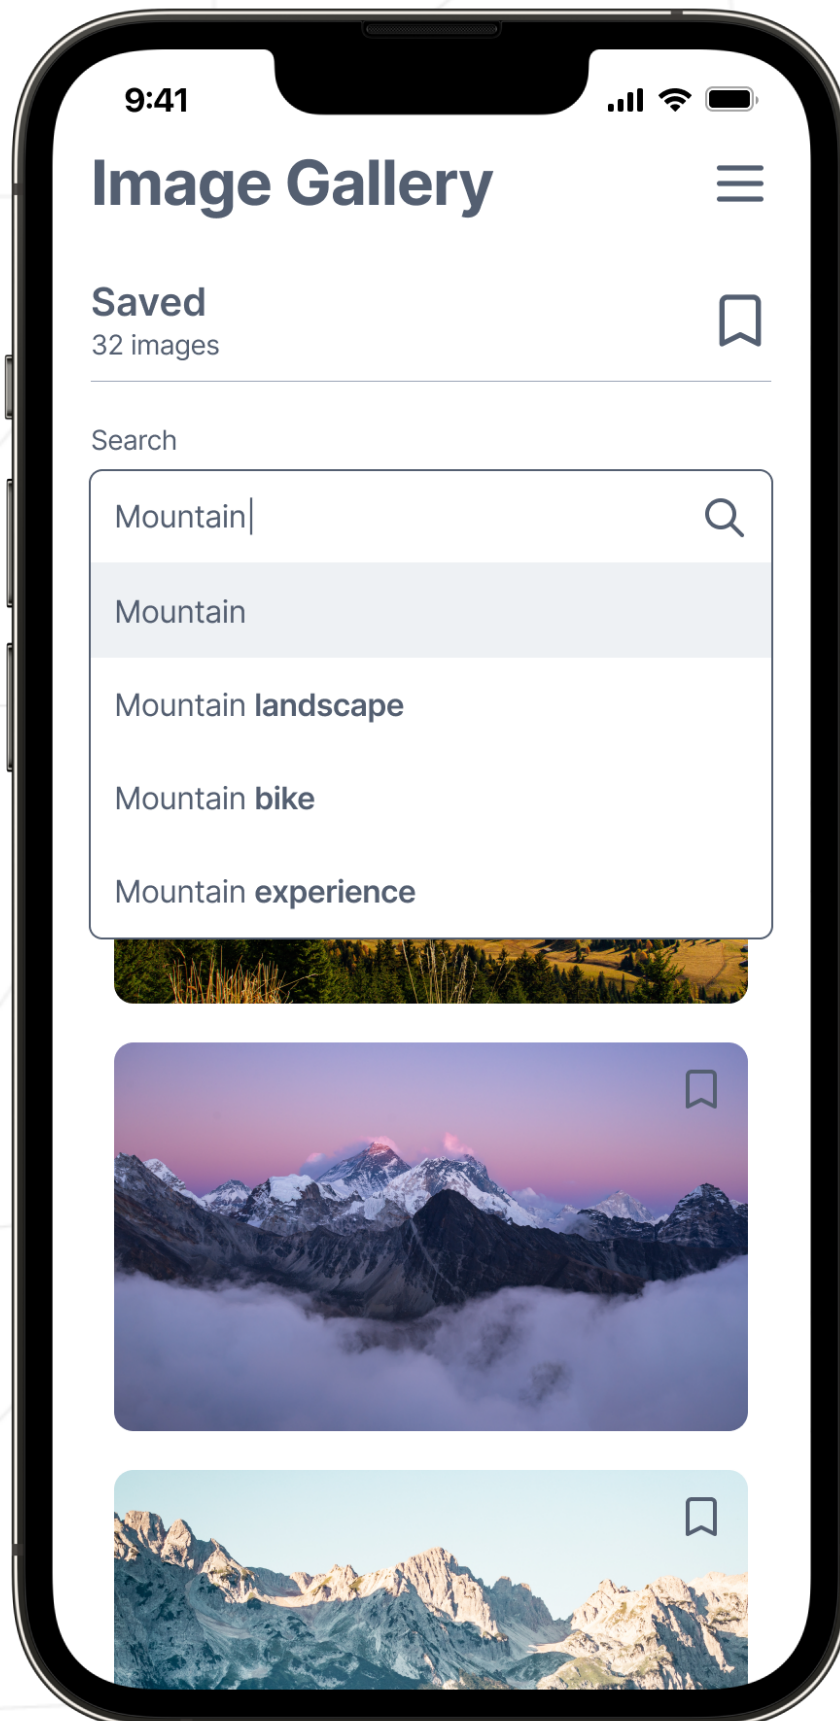 9:41
Image Gallery
Saved
32 images
Search
Mountain
Mountain
Mountain landscape
Mountain bike
Mountain experience